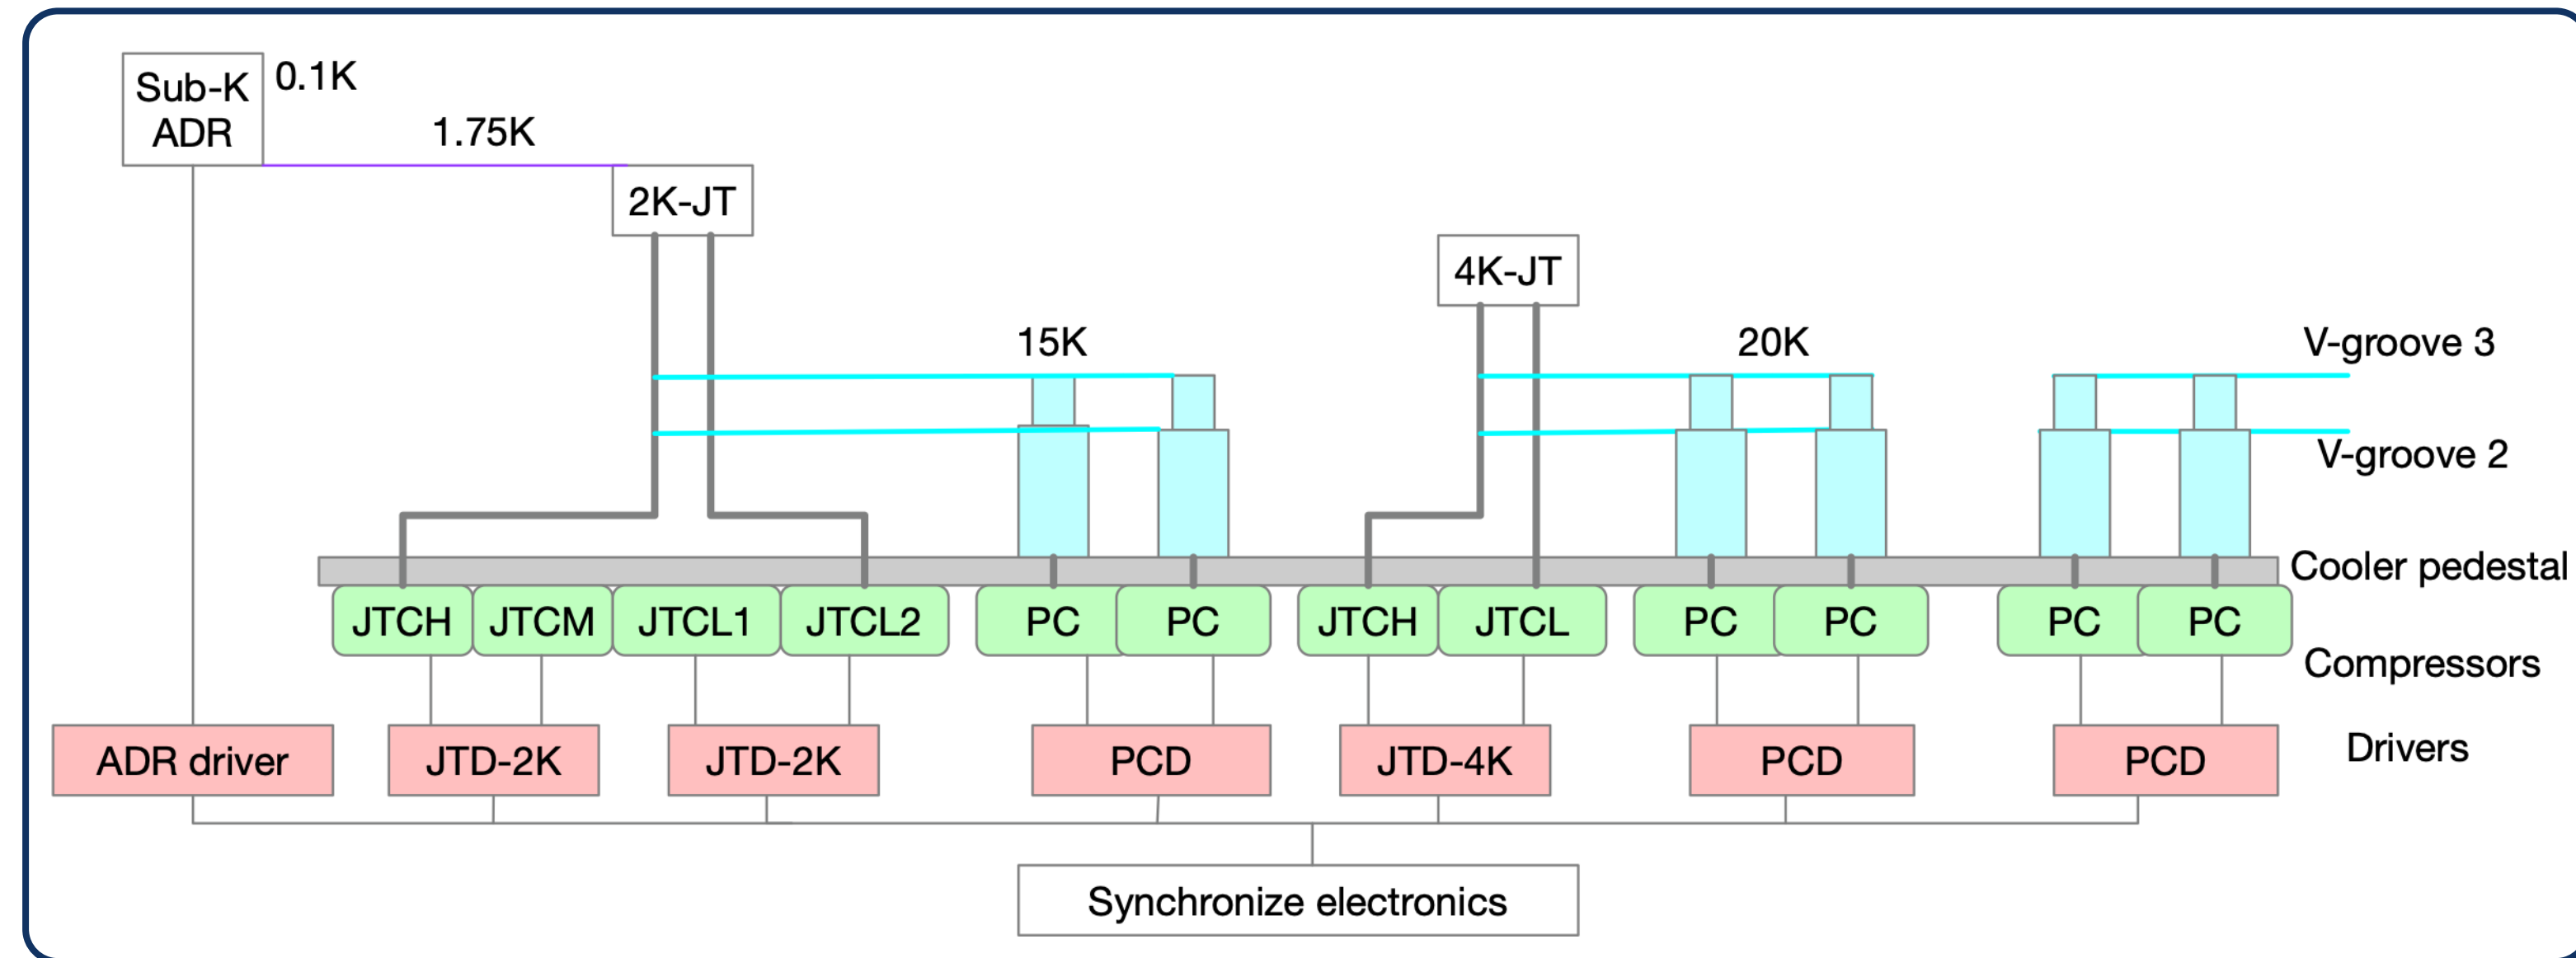 Sub-K
ADR
0.1K
1.75K
2K-JT
4K-JT
15K
20K
V-groove 3
V-groove 2
Cooler pedestal
JTCH
JTCM
JTCL1
JTCL2
PC
PC
JTCH
JTCL
PC
PC
PC
PC
Compressors
ADR driver
JTD-2K
JTD-2K
PCD
JTD-4K
PCD
PCD
Drivers
Synchronize electronics